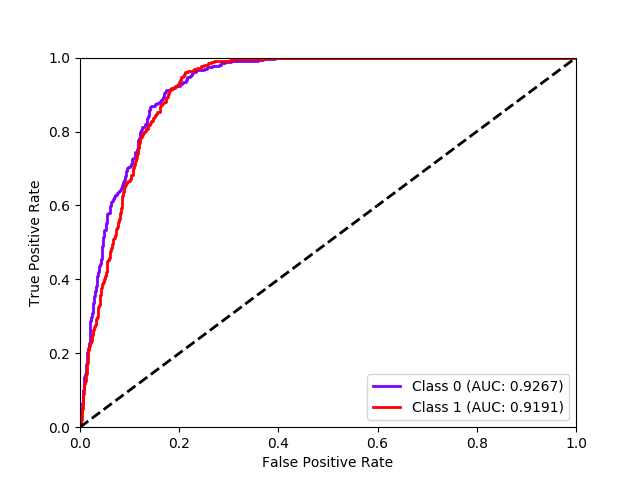 1.0
0.8
0.6
0.4
0.2
0.0
True Positive Rate
0.0 0.2 0.4 0.6 0.8 1.0
False Positive Rate
Class 0 (AUC: 0.9267)
Class 1 (AUC: 0.9191)